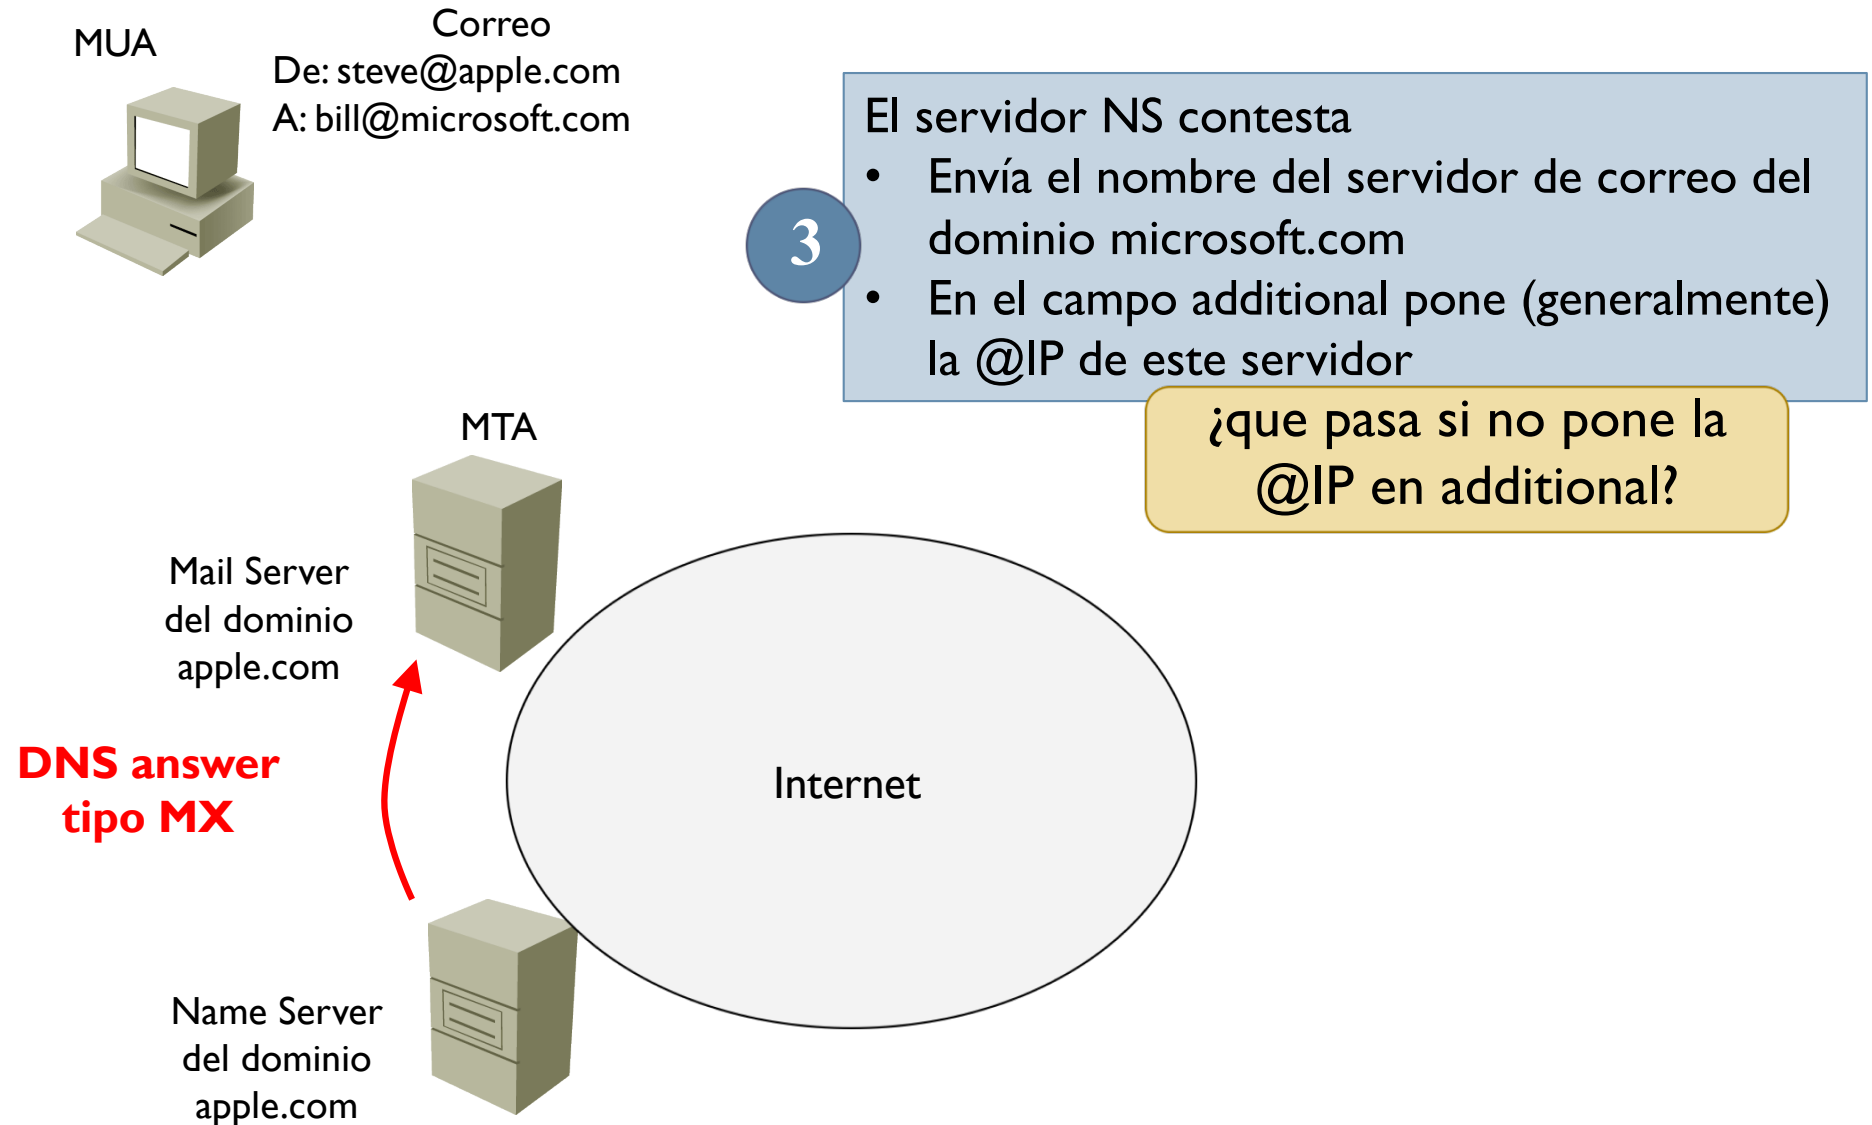 MUA
Correo
De: steve@apple.com
A: bill@microsoft.com
3
El servidor NS contesta
• Envía el nombre del servidor de correo del
dominio microsoft.com
• En el campo additional pone (generalmente)
la @IP de este servidor
¿que pasa si no pone la
@IP en additional?
MTA
Mail Server
del dominio
apple.com
DNS answer
tipo MX
Internet
Name Server
del dominio
apple.com